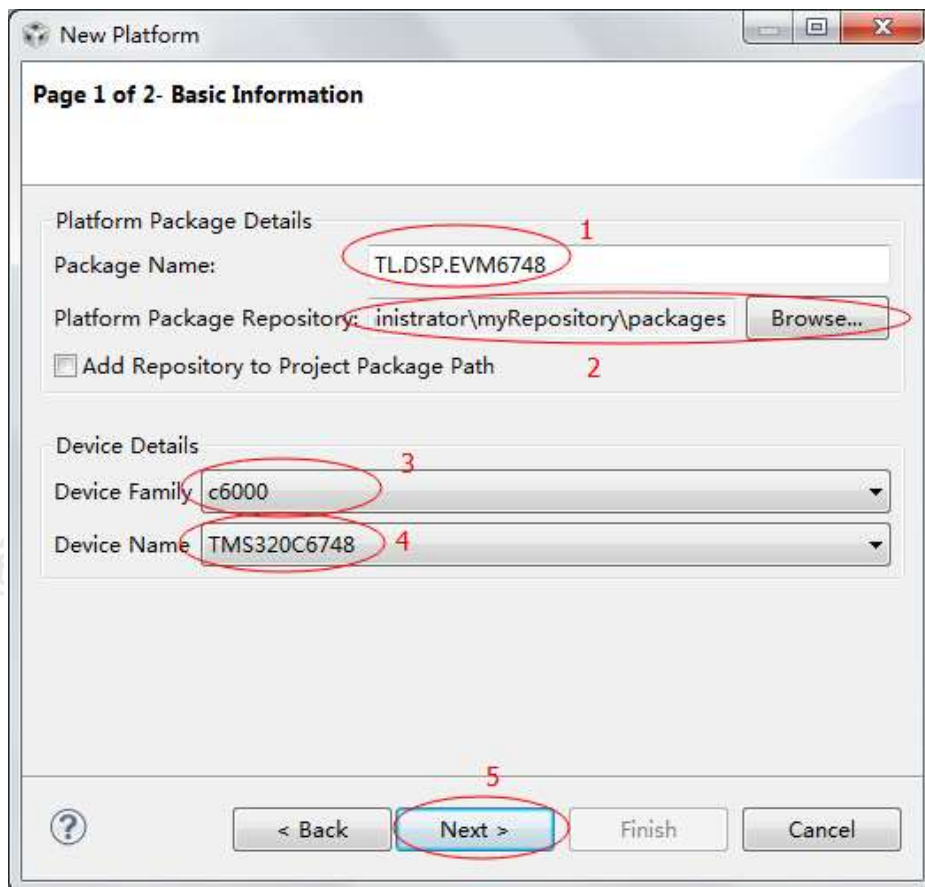 New Platform
Page 1 of 2- Basic Information
Platform Package Details
1
Package Name: TL.DSP.EVM6748
Platform Package Repository: inistrator\myRepository\packages Browse...
Add Repository to Project Package Path 2
Device Details
3
Device Family c6000
Device Name TMS320C6748 4
5
? < Back Next > Finish Cancel